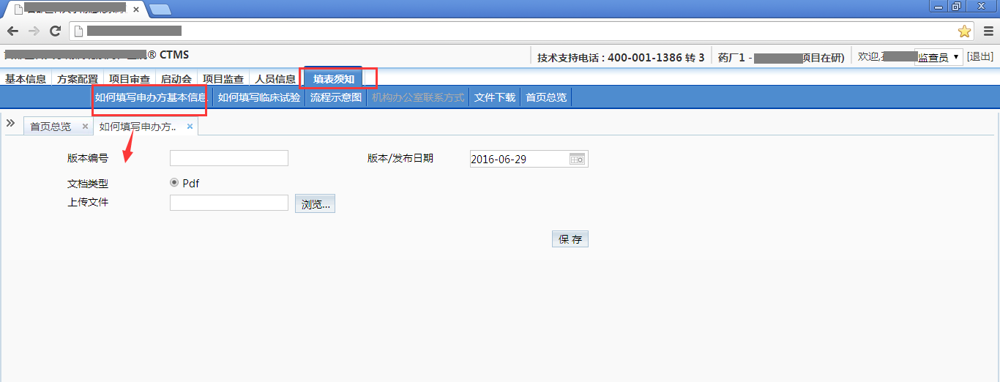 ® CTMS
技术支持电话 : 400-001-1386 转 3
药厂1 -
项目在研)
欢迎,
监查员
[退出]
基本信息 方案配置 项目审查 启动会 项目监查 人员信息 填表须知
如何填写申办方基本信息 如何填写临床试验 流程示意图 机构办公室联系方式 文件下载 首页总览
首页总览 如何填写申办方..
版本编号
版本/发布日期 2016-06-29
文档类型 Pdf
上传文件 浏览...
保 存